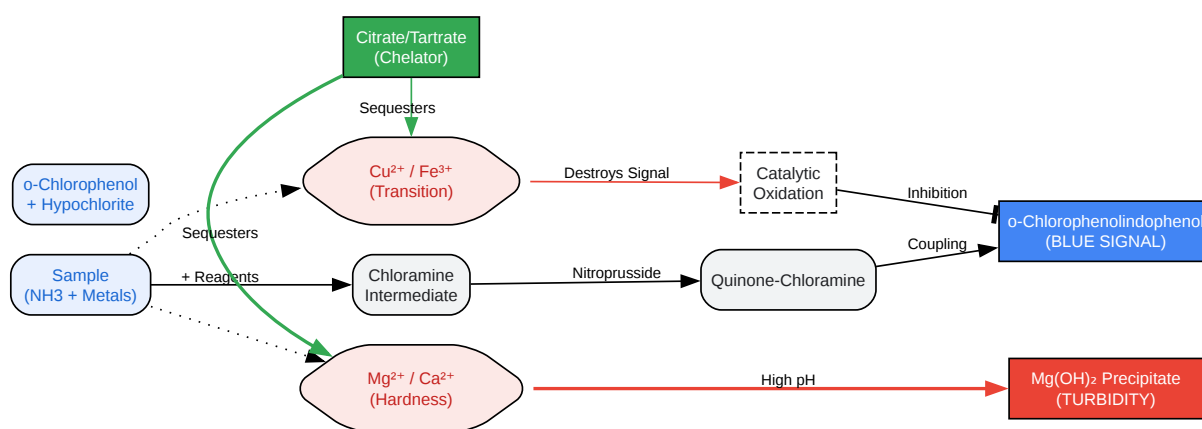 Citrate/Tartrate
(Chelator)
Sequesters
Cu²⁺ / Fe³⁺
(Transition)
Destroys Signal
Catalytic
Oxidation
Inhibition
o-Chlorophenol
+ Hypochlorite
o-Chlorophenolindophenol
(BLUE SIGNAL)
Sequesters
Coupling
Sample
(NH3 + Metals)
+ Reagents
Chloramine
Intermediate
Nitroprusside
Quinone-Chloramine
Mg²⁺ / Ca²⁺
(Hardness)
High pH
Mg(OH)₂ Precipitate
(TURBIDITY)